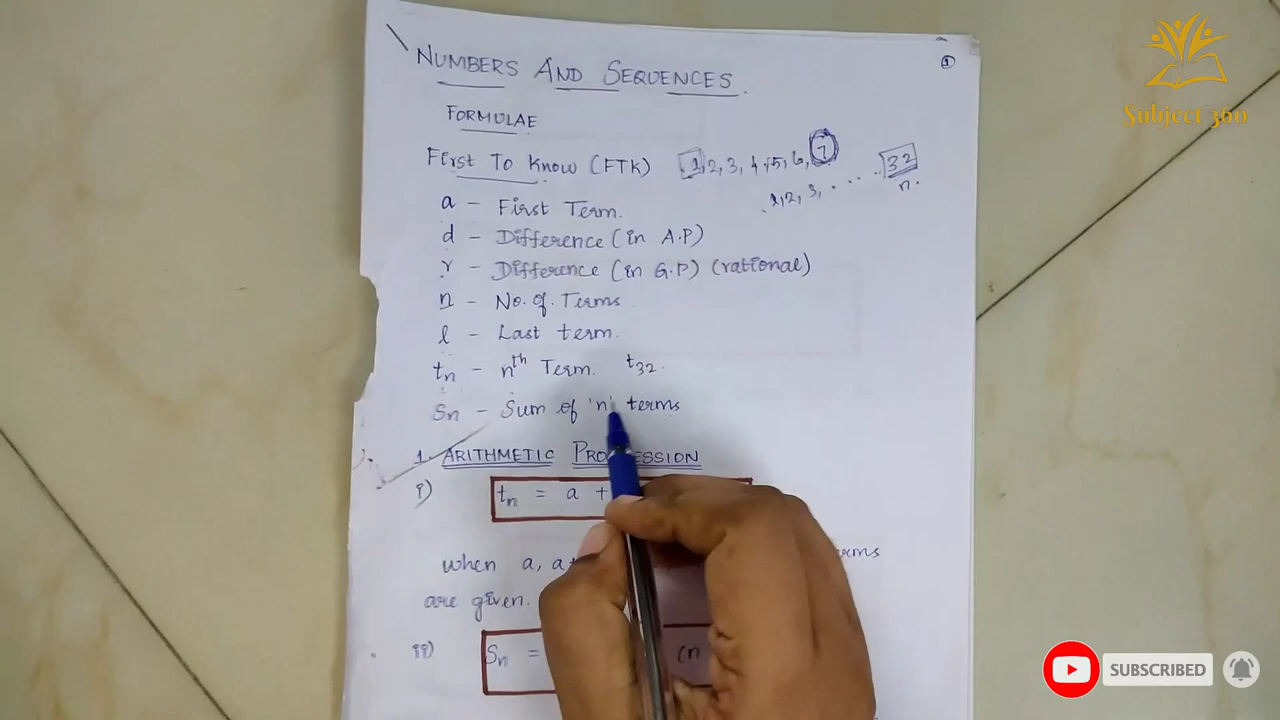 NUMBERS AND SEQUENCES.
①
FORMULAE
First To Know (FTK)
1, 2, 3, 4, 5, 6, 7
1, 2, 3, . . . . . 32
n.
a - First Term.
d - Difference (in A.P)
r - Difference (in G.P) (rational)
n - No. of. Terms.
l - Last term.
tn - nth Term. t32.
Sn - Sum of 'n' terms
1. ARITHMETIC PROGRESSION
i) tn = a +
when a,
are given.
ii) Sn = (n
Subject 360
SUBSCRIBED